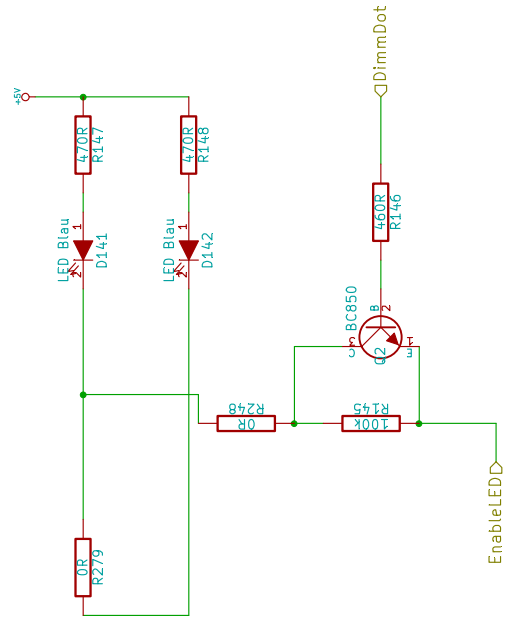 DimmDot
+5V
470R
R147
470R
R148
460R
R146
LED Blau
1
2
D141
LED Blau
1
2
D142
BC850
B
2
3
C
1
E
Q2
R248
0R
R145
100k
EnableLED
0R
R279